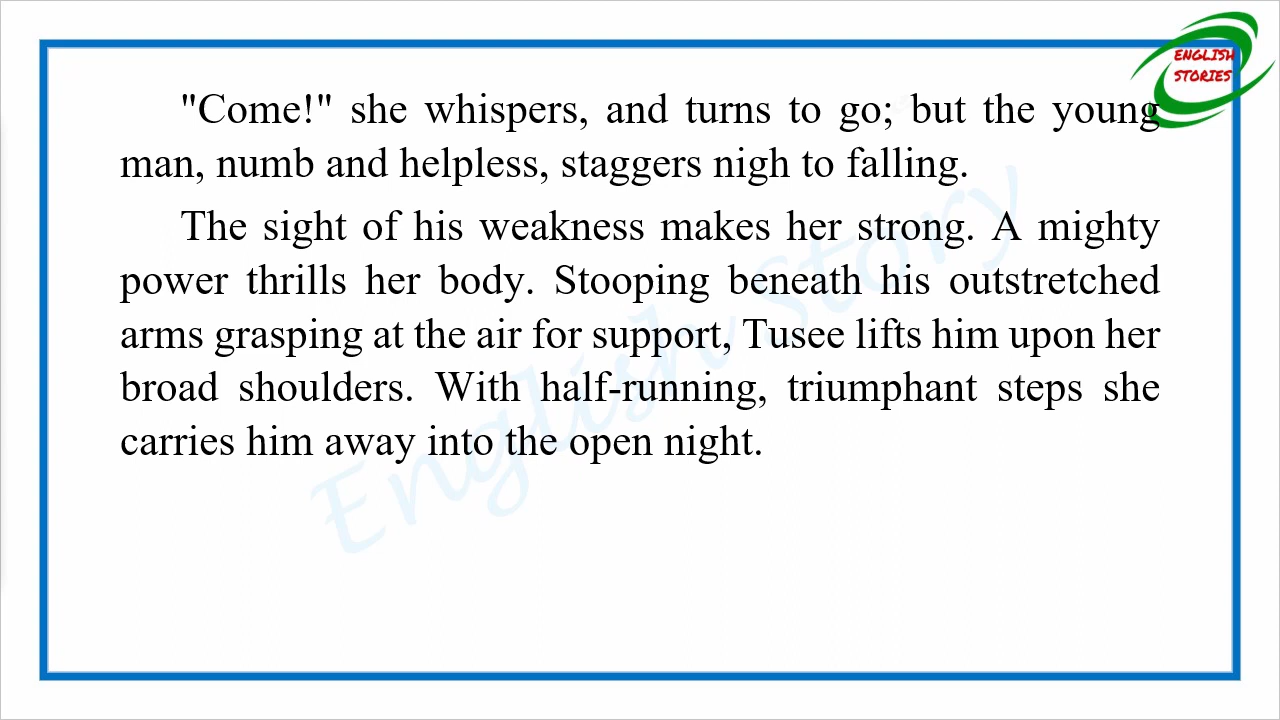 ENGLISH
STORIES
"Come!" she whispers, and turns to go; but the young
man, numb and helpless, staggers nigh to falling.
The sight of his weakness makes her strong. A mighty
power thrills her body. Stooping beneath his outstretched
arms grasping at the air for support, Tusee lifts him upon her
broad shoulders. With half-running, triumphant steps she
carries him away into the open night.
English Story